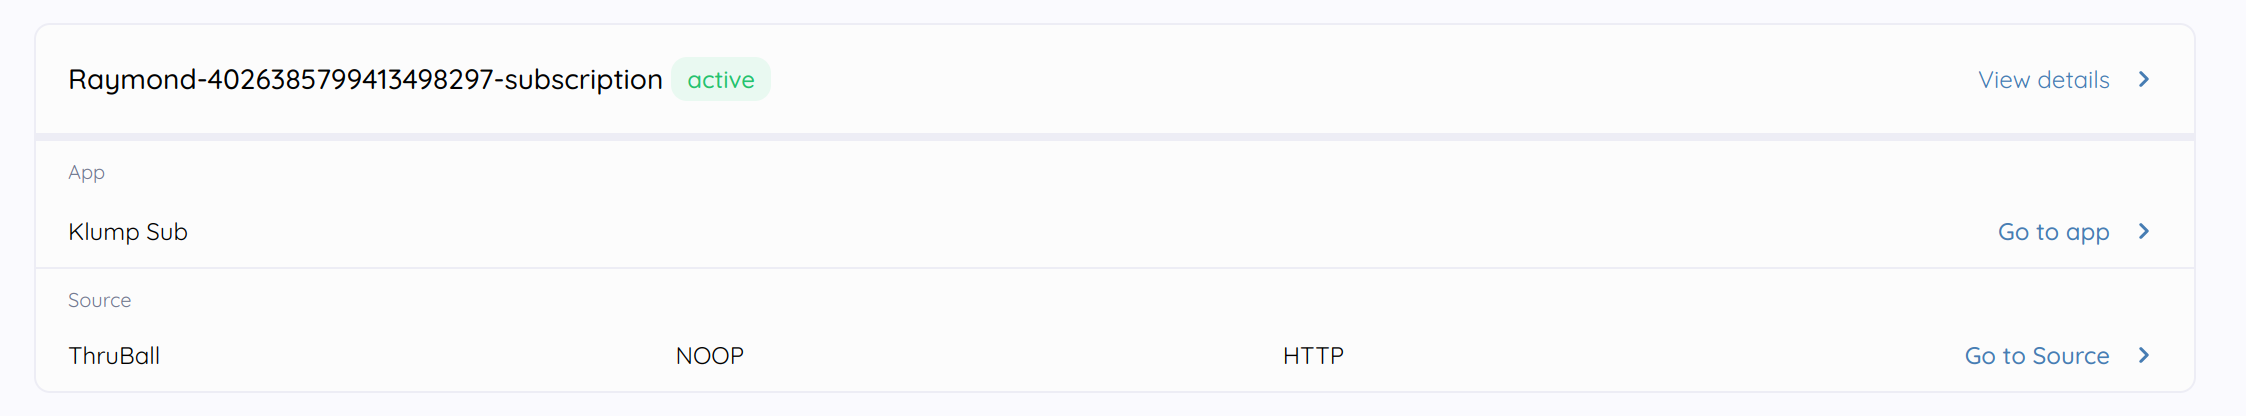 Raymond-4026385799413498297-subscription active View details
App
Klump Sub Go to app
Source
ThruBall NOOP HTTP Go to Source